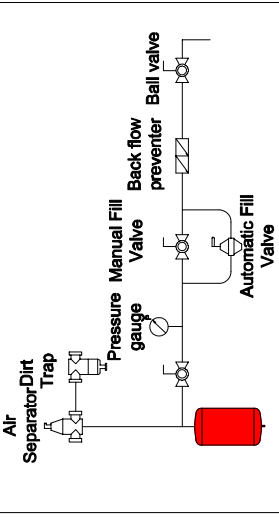 Air
Separator
Dirt
Trap
Pressure
gauge
Manual Fill
Valve
Back flow
preventer
Ball valve
Automatic Fill
Valve